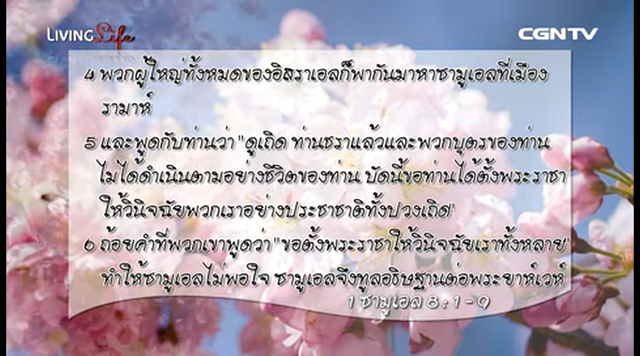 LIVING Life
CGNTV
4 พวกผู้ใหญ่ทั้งหมดของอิสราเอลก็พากันมาหาซามูเอลที่เมือง
รามาห์
5 และพูดกับท่านว่า "ดูเถิด ท่านชราแล้วและพวกบุตรของท่าน
ไม่ได้ดำเนินตามอย่างชีวิตของท่าน บัดนี้ขอท่านได้ตั้งพระราชา
ให้วินิจฉัยพวกเราอย่างประชาชาติทั้งปวงเถิด"
6 ถ้อยคำที่พวกเขาพูดว่า "ขอตั้งพระราชาให้วินิจฉัยเราทั้งหลาย"
ทำให้ซามูเอลไม่พอใจ ซามูเอลจึงทูลอธิษฐานต่อพระยาห์เวห์
1 ซามูเอล 8 : 1-9